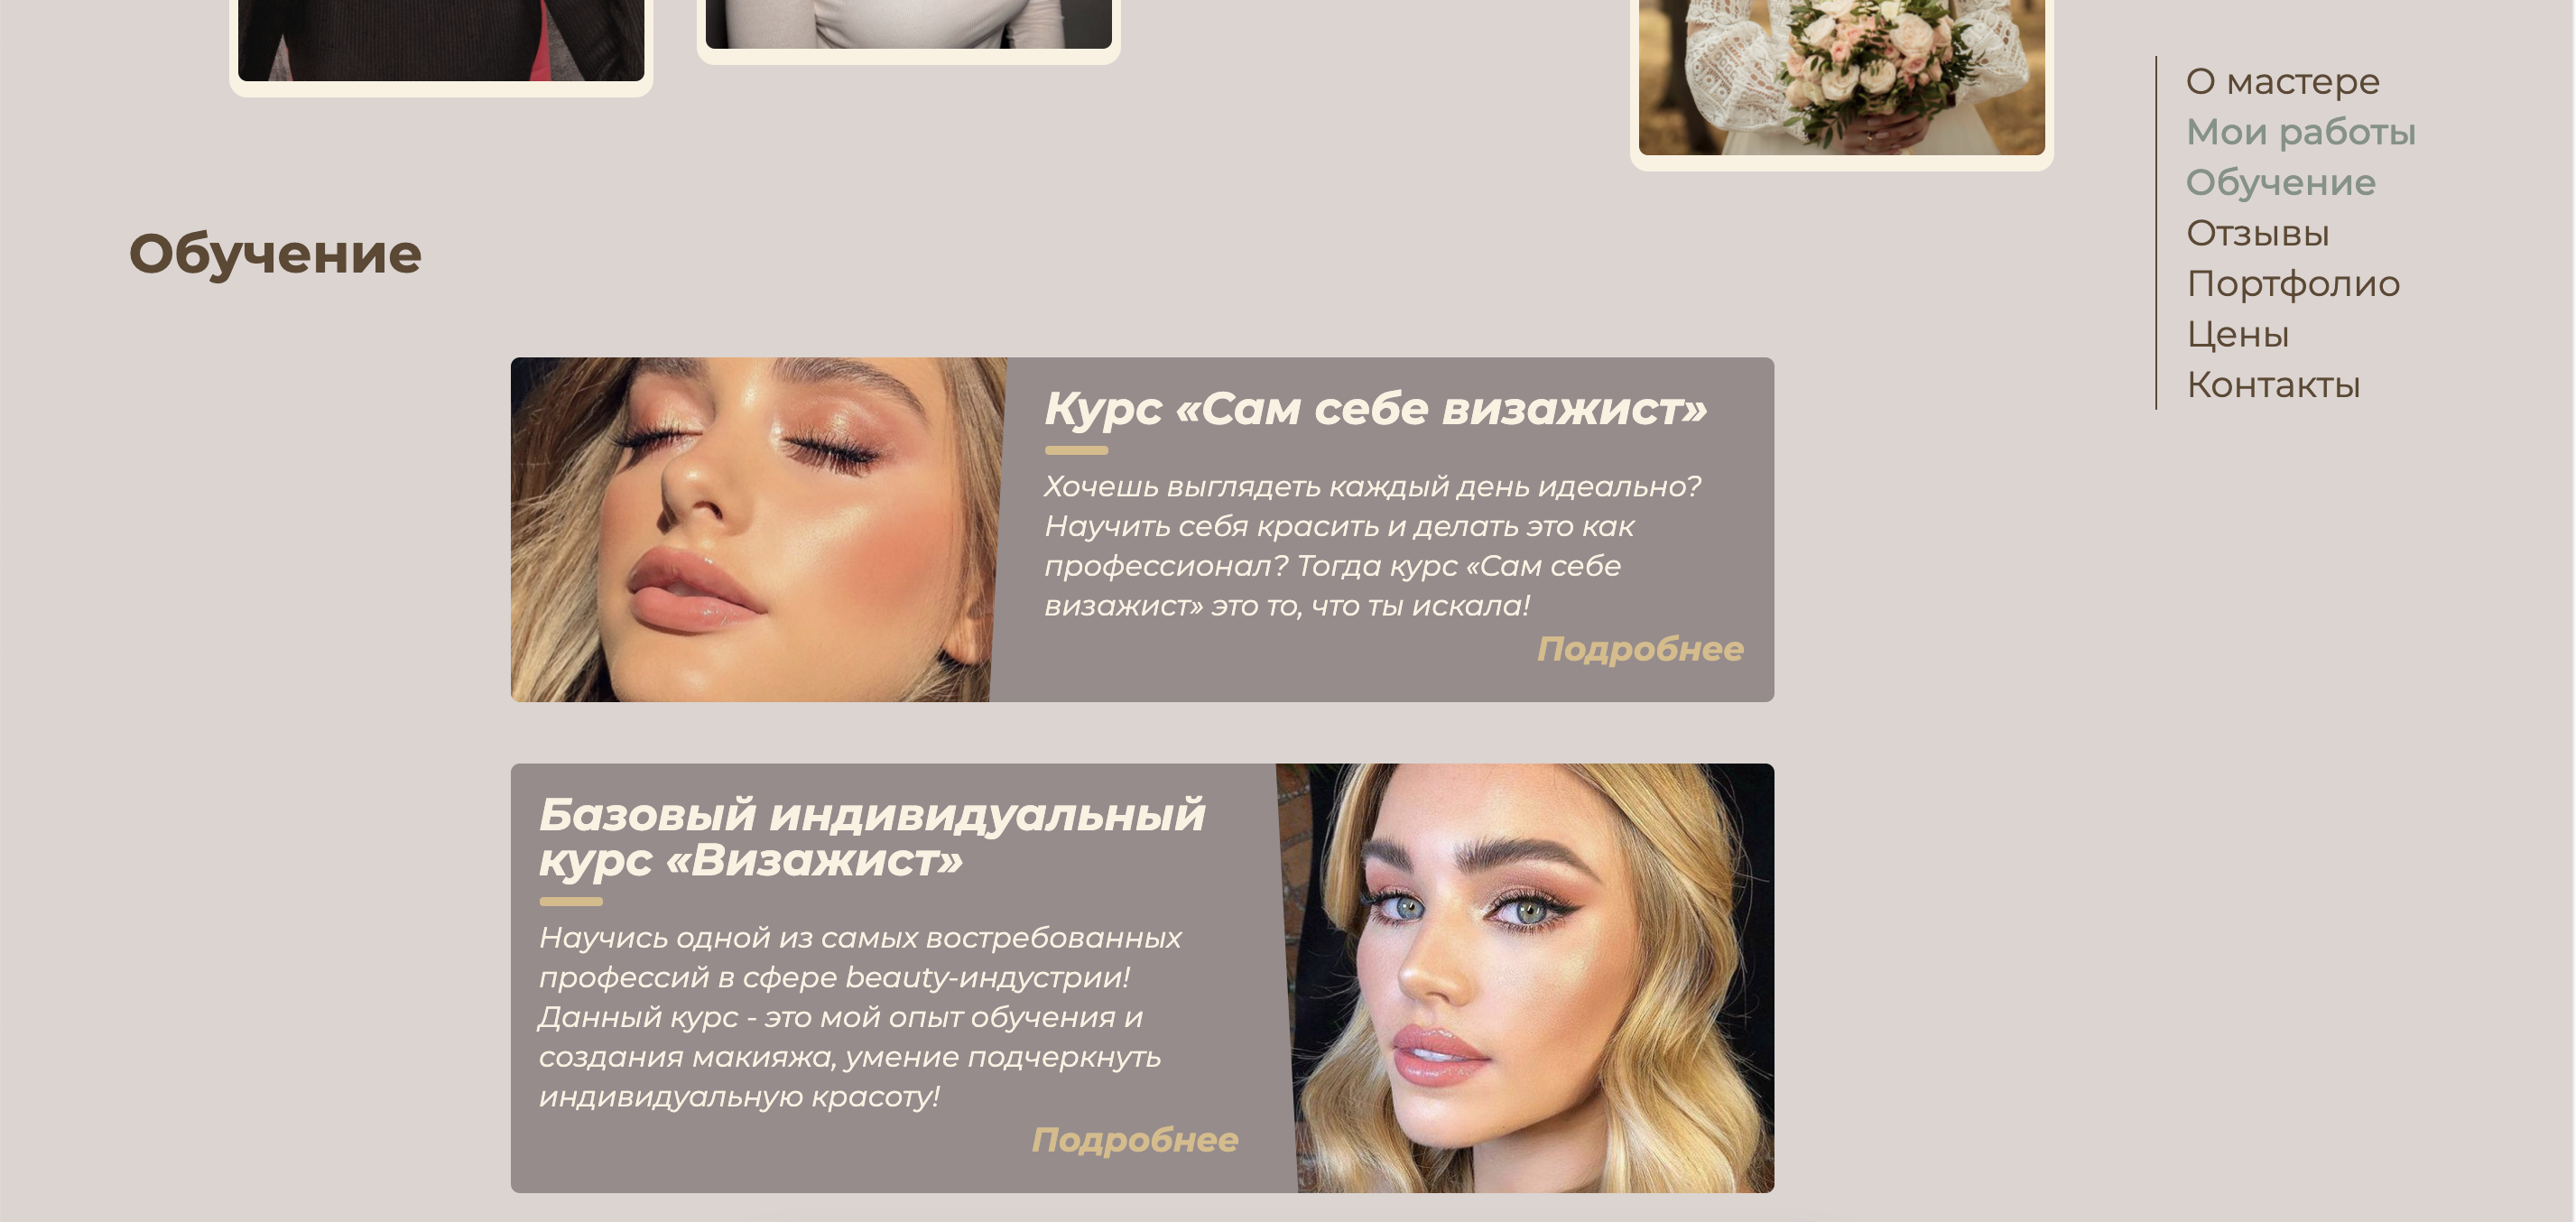 О мастере
Мои работы
Обучение
Отзывы
Портфолио
Цены
Контакты
Обучение
Курс «Сам себе визажист»
Хочешь выглядеть каждый день идеально?
Научить себя красить и делать это как
профессионал? Тогда курс «Сам себе
визажист» это то, что ты искала!
Подробнее
Базовый индивидуальный
курс «Визажист»
Научись одной из самых востребованных
профессий в сфере beauty-индустрии!
Данный курс - это мой опыт обучения и
создания макияжа, умение подчеркнуть
индивидуальную красоту!
Подробнее